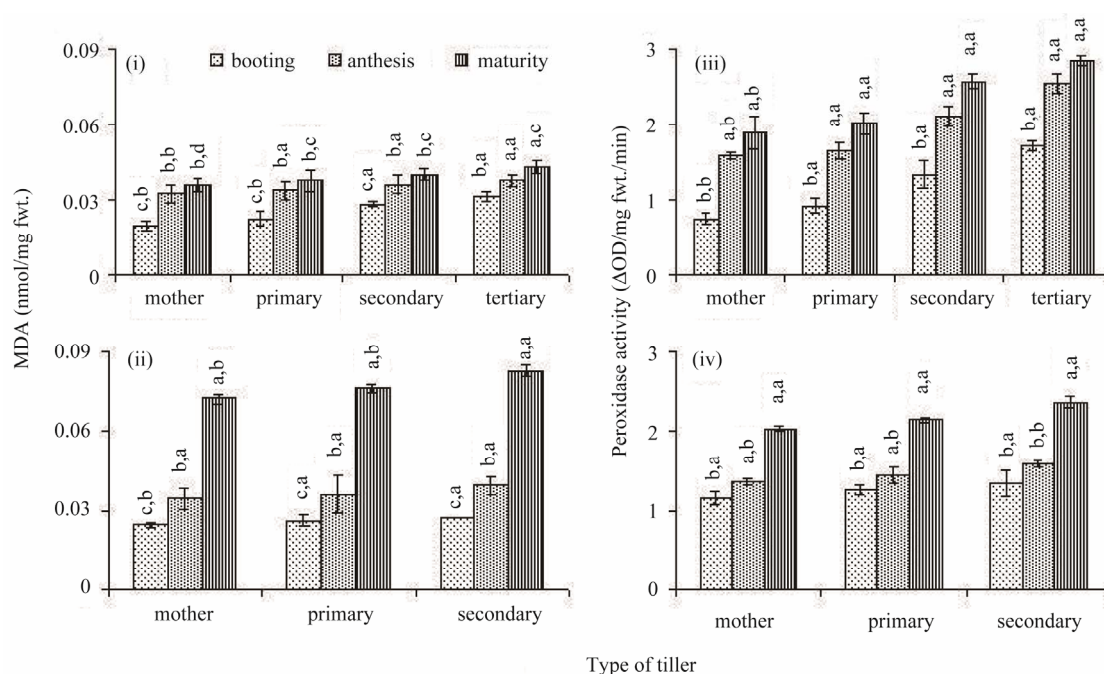 MDA (nmol/mg fwt.)
(i)
booting
anthesis
maturity
0.09
0.06
0.03
0
c,b
b,b
b,d
c,b
b,a
b,c
c,a
b,a
b,c
b,a
a,a
a,c
mother
primary
secondary
tertiary
(ii)
0.09
0.06
0.03
0
c,b
b,a
a,b
c,a
b,a
a,b
c,a
b,a
a,a
mother
primary
secondary
Peroxidase activity (ΔOD/mg fwt./min)
(iii)
3
2
1
0
b,b
a,b
a,b
b,a
a,a
a,a
b,a
a,a
a,a
b,a
a,a
a,a
mother
primary
secondary
tertiary
(iv)
3
2
1
0
b,a
a,b
a,a
b,a
a,b
a,a
b,a
b,b
a,a
mother
primary
secondary
Type of tiller